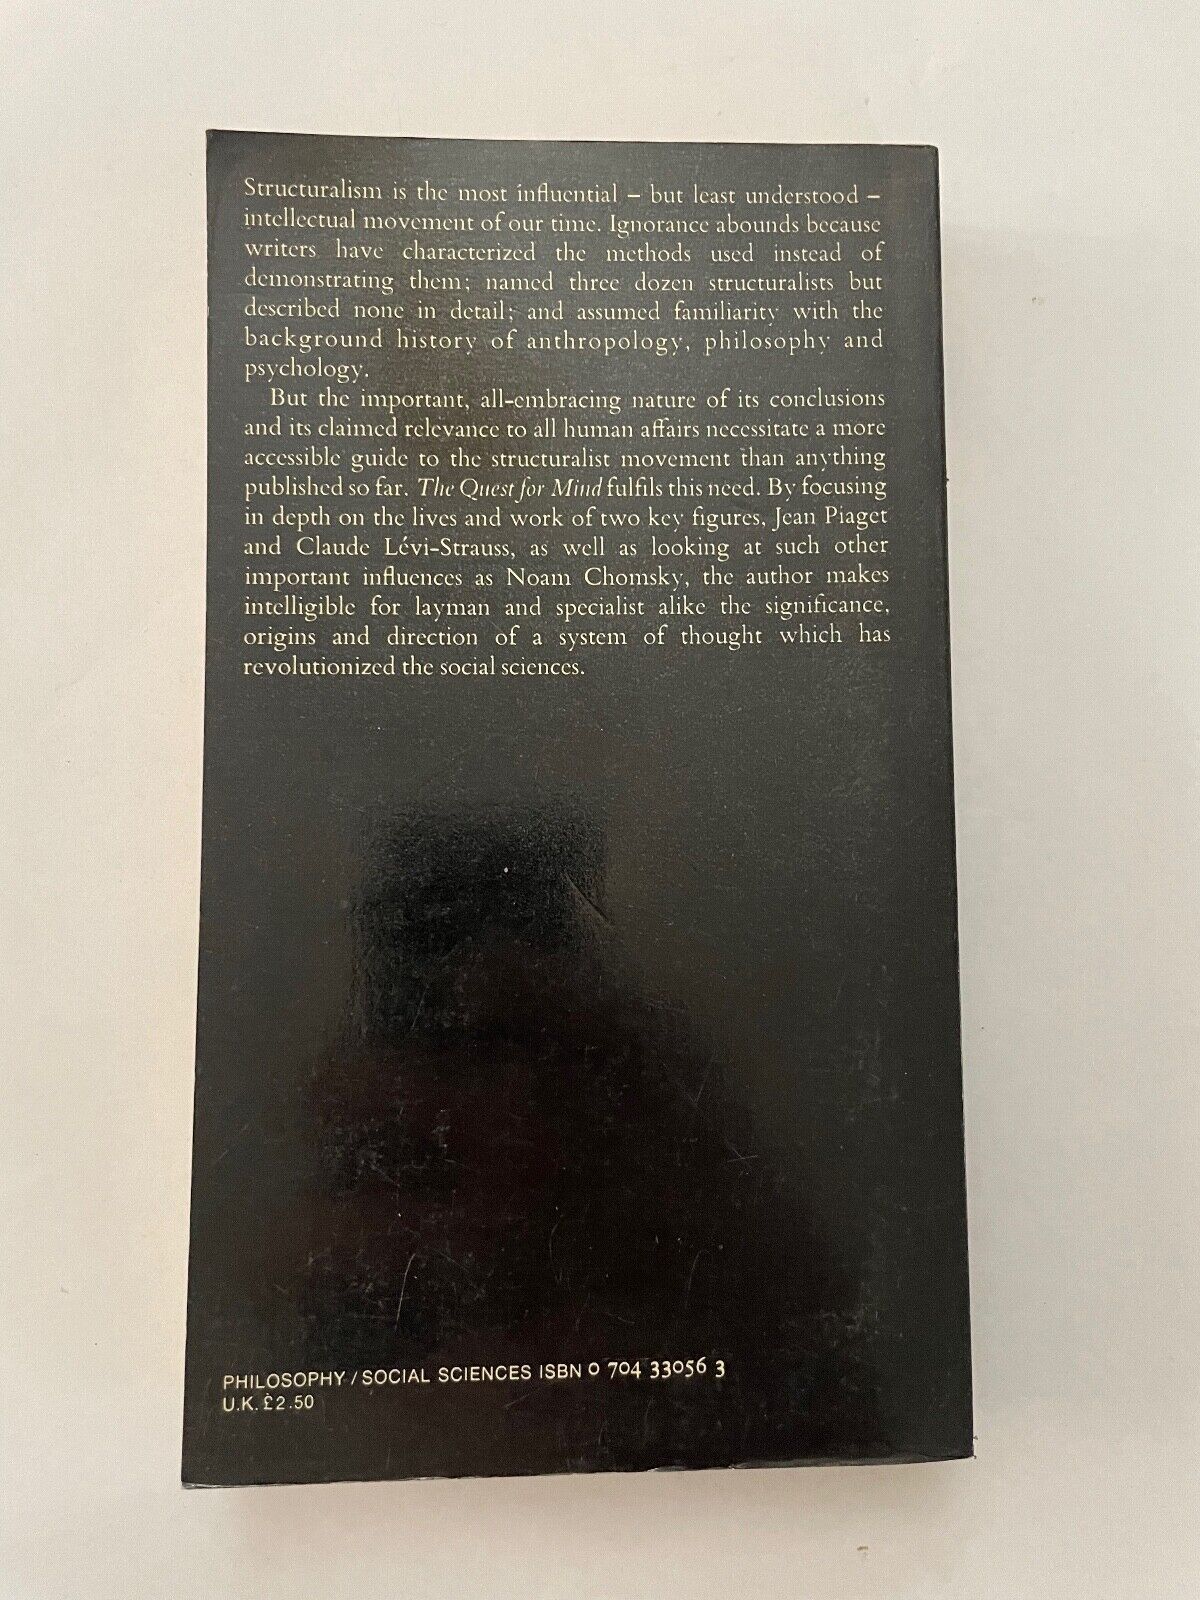 Structuralism is the most influential – but least understood –
intellectual movement of our time. Ignorance abounds because
writers have characterized the methods used instead of
demonstrating them; named three dozen structuralists but
described none in detail; and assumed familiarity with the
background history of anthropology, philosophy and
psychology.
But the important, all-embracing nature of its conclusions
and its claimed relevance to all human affairs necessitate a more
accessible guide to the structuralist movement than anything
published so far. The Quest for Mind fulfils this need. By focusing
in depth on the lives and work of two key figures, Jean Piaget
and Claude Lévi-Strauss, as well as looking at such other
important influences as Noam Chomsky, the author makes
intelligible for layman and specialist alike the significance,
origins and direction of a system of thought which has
revolutionized the social sciences.
PHILOSOPHY / SOCIAL SCIENCES ISBN 0 704 33056 3
U.K. £2.50